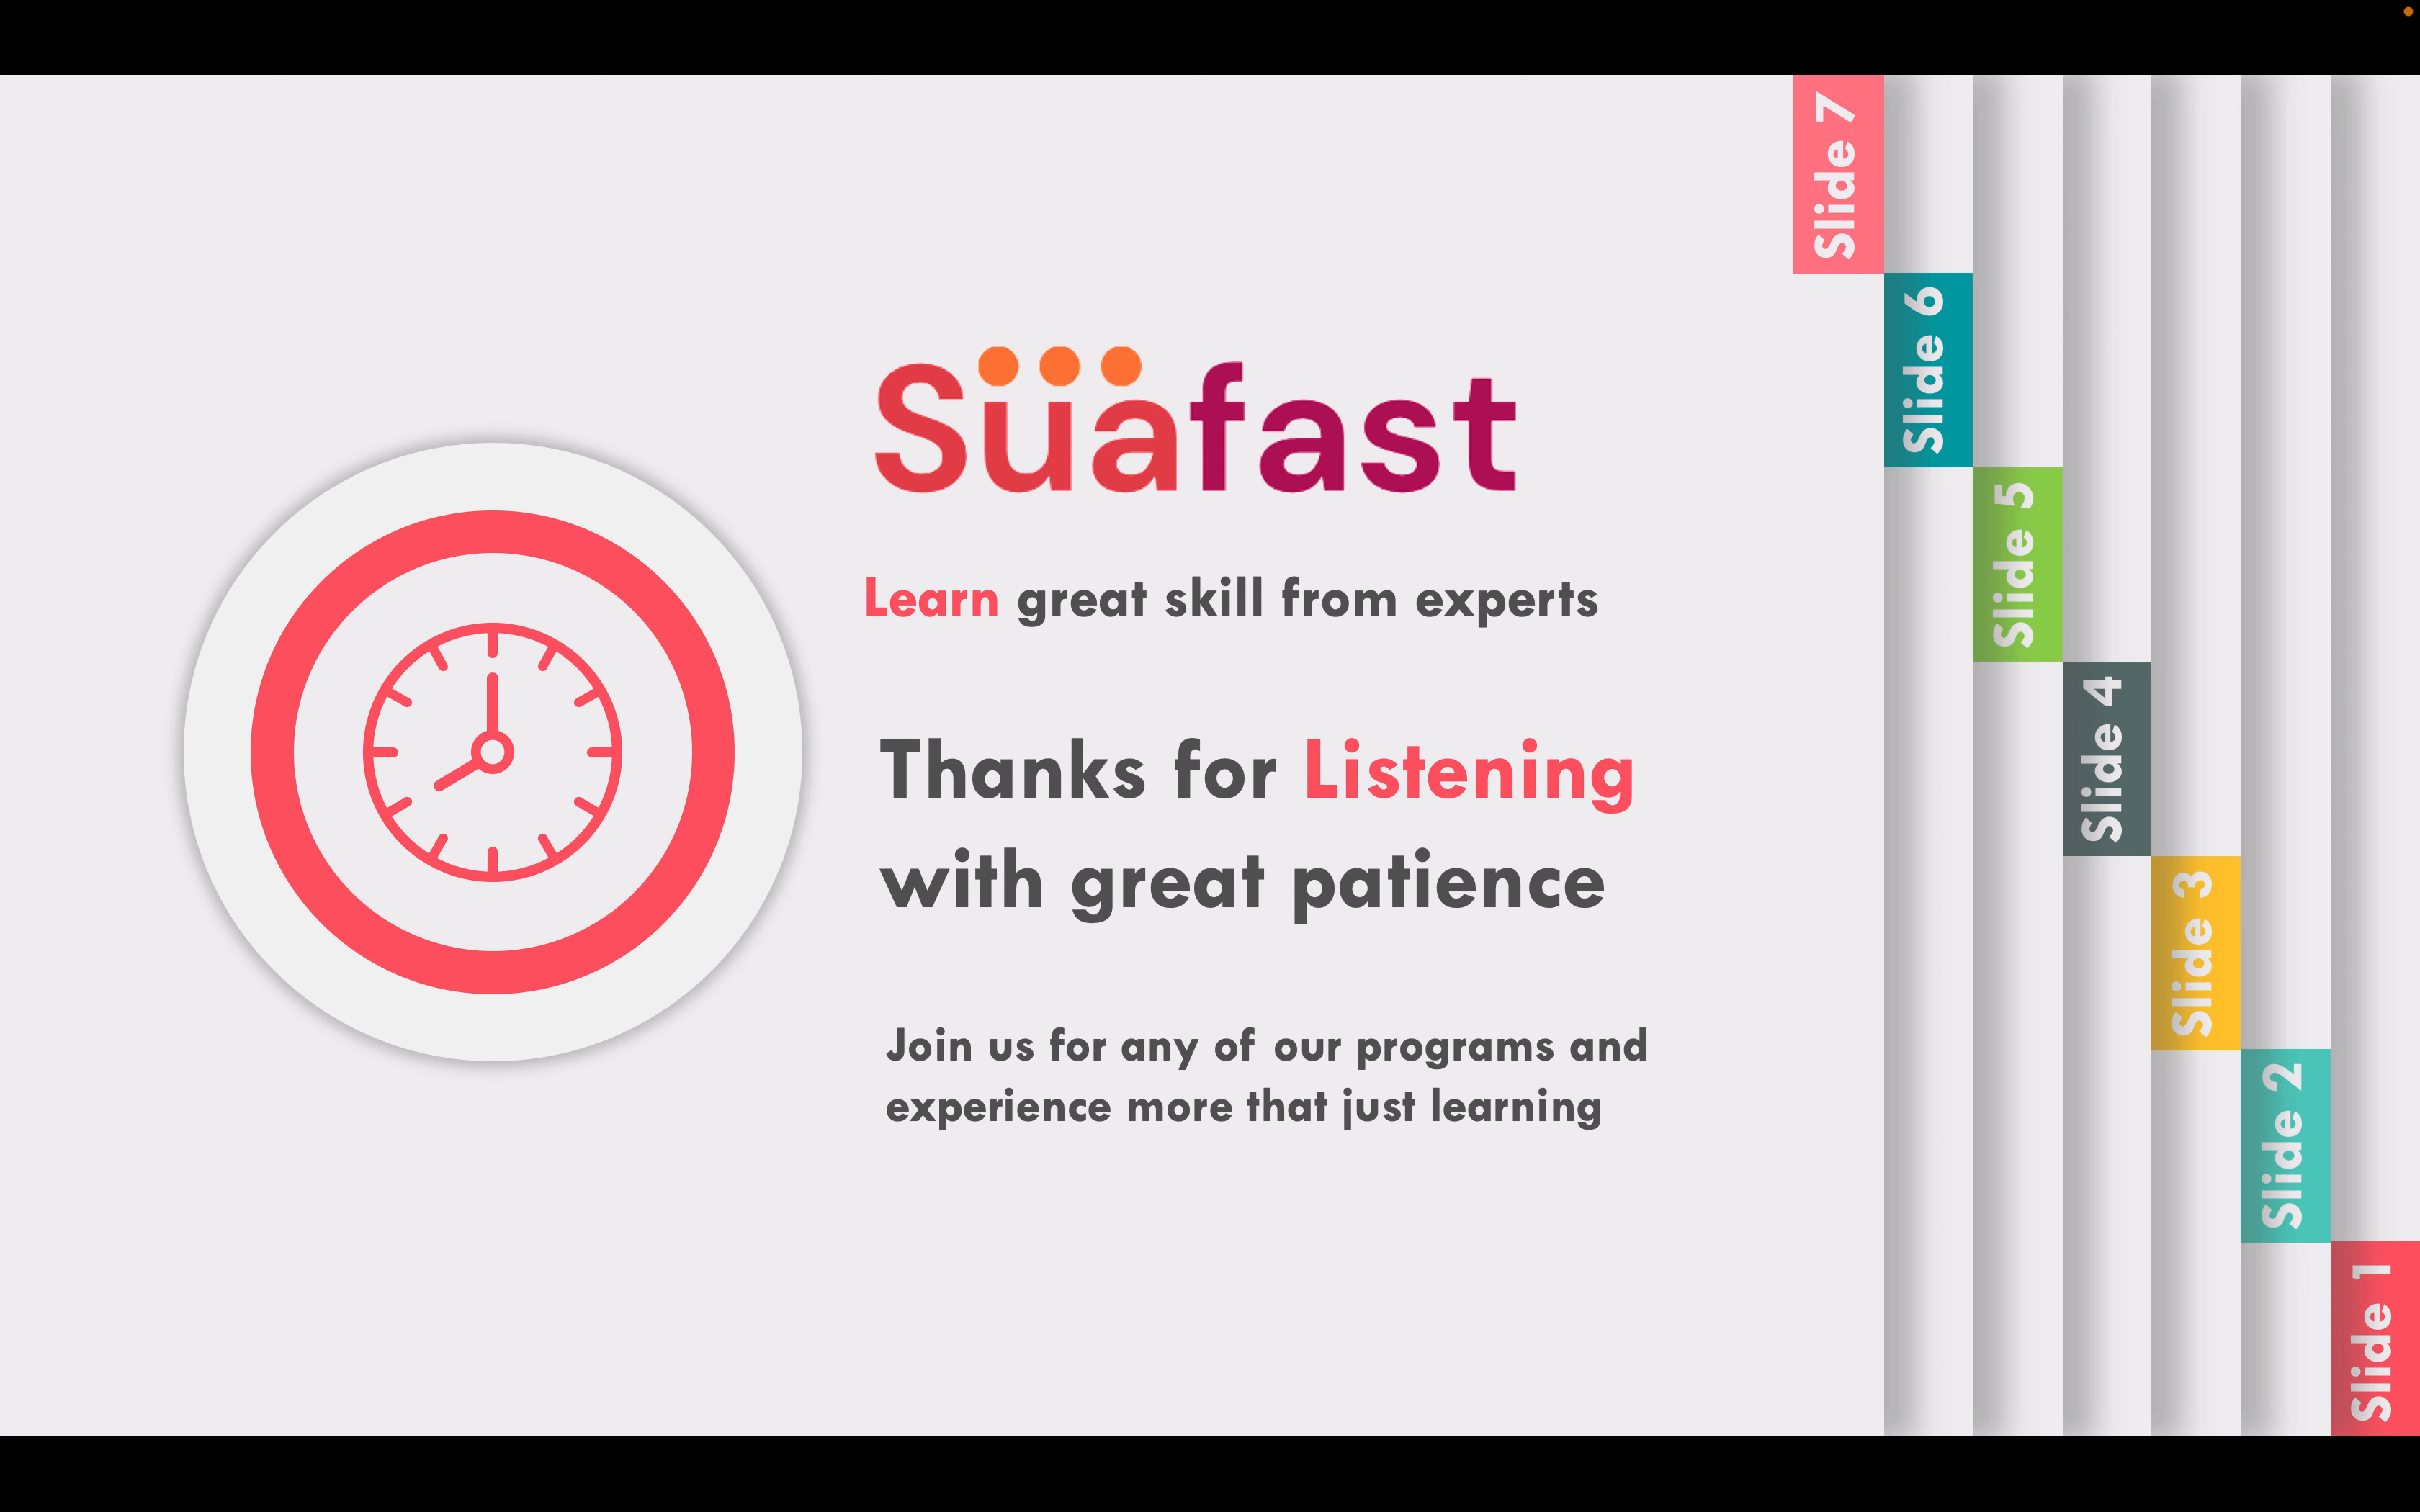 Suafast
Learn great skill from experts
Thanks for Listening
with great patience
Join us for any of our programs and
experience more that just learning
Slide 7
Slide 6
Slide 5
Slide 4
Slide 3
Slide 2
Slide 1